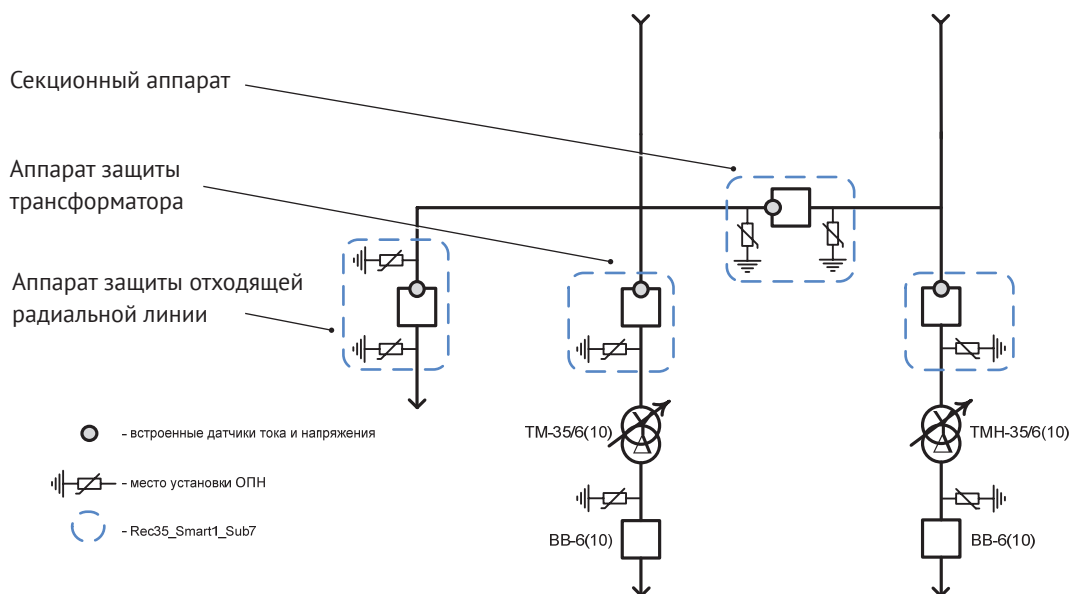 Секционный аппарат
Аппарат защиты
трансформатора
Аппарат защиты отходящей
радиальной линии
- встроенные датчики тока и напряжения
- место установки ОПН
- Rec35_Smart1_Sub7
ТМ-35/6(10)
ТМН-35/6(10)
ВВ-6(10)
ВВ-6(10)